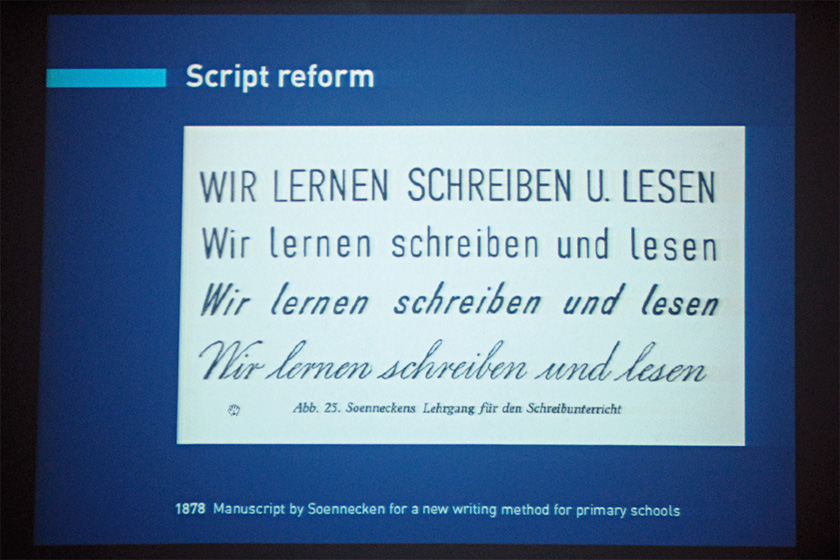 Script reform
WIR LERNEN SCHREIBEN U. LESEN
Wir lernen schreiben und lesen
Wir lernen schreiben und lesen
Wir lernen schreiben und lesen
Abb. 25. Soenneckens Lehrgang für den Schreibunterricht
1878 Manuscript by Soennecken for a new writing method for primary schools